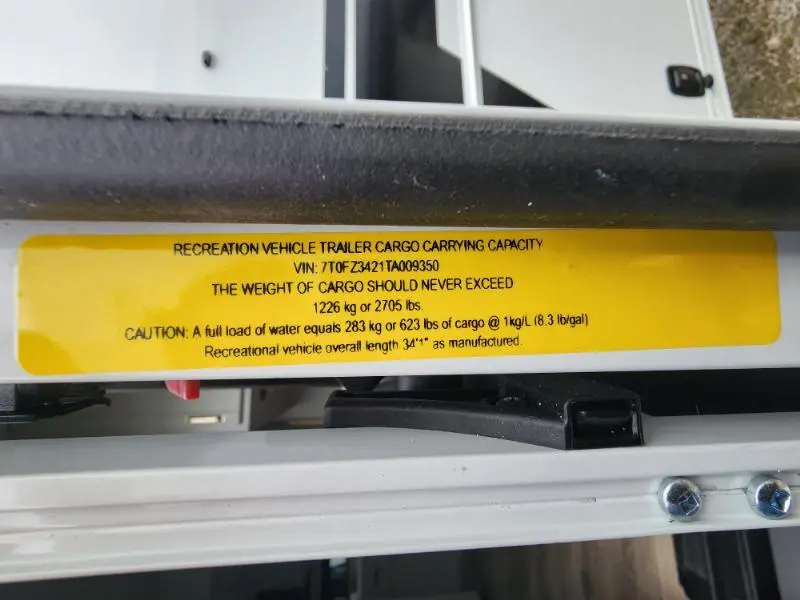 RECREATION VEHICLE TRAILER CARGO CARRYING CAPACITY
VIN: 7T0FZ3421TA009350
THE WEIGHT OF CARGO SHOULD NEVER EXCEED
1226 kg or 2705 lbs.
CAUTION: A full load of water equals 283 kg or 623 lbs of cargo @ 1kg/L (8.3 lb/gal)
Recreational vehicle overall length 34'1" as manufactured.